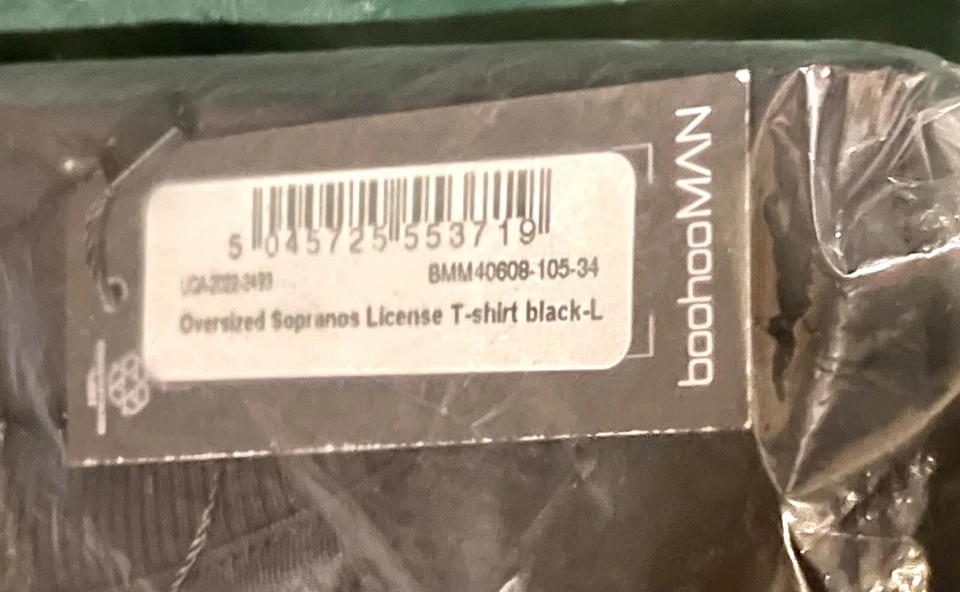 5 045725 553719
BMM40608-105-34
Oversized Sopranos License T-shirt black-L
boohooMAN